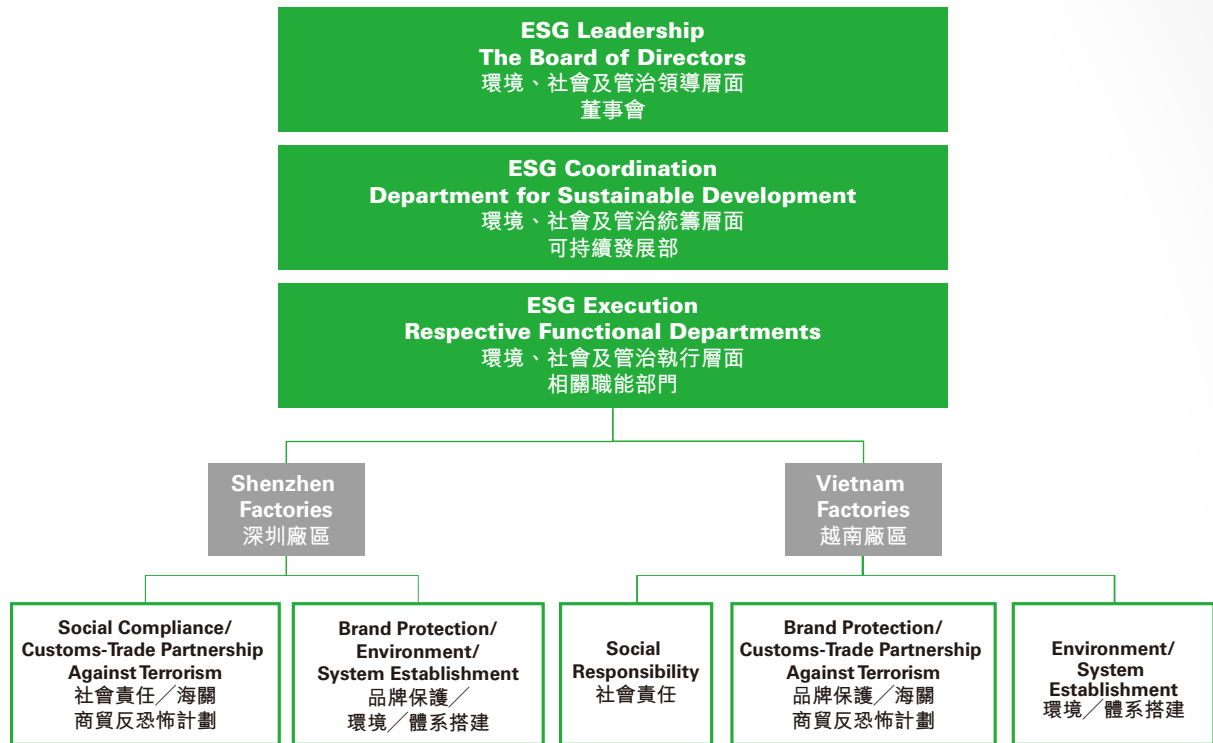 ESG Leadership
The Board of Directors
環境、社會及管治領導層面
董事會
ESG Coordination
Department for Sustainable Development
環境、社會及管治統籌層面
可持續發展部
ESG Execution
Respective Functional Departments
環境、社會及管治執行層面
相關職能部門
Shenzhen
Factories
深圳廠區
Vietnam
Factories
越南廠區
Social Compliance/
Customs-Trade Partnership
Against Terrorism
社會責任╱海關
商貿反恐怖計劃
Brand Protection/
Environment/
System Establishment
品牌保護╱
環境╱體系搭建
Social
Responsibility
社會責任
Brand Protection/
Customs-Trade Partnership
Against Terrorism
品牌保護╱海關
商貿反恐怖計劃
Environment/
System
Establishment
環境╱體系搭建